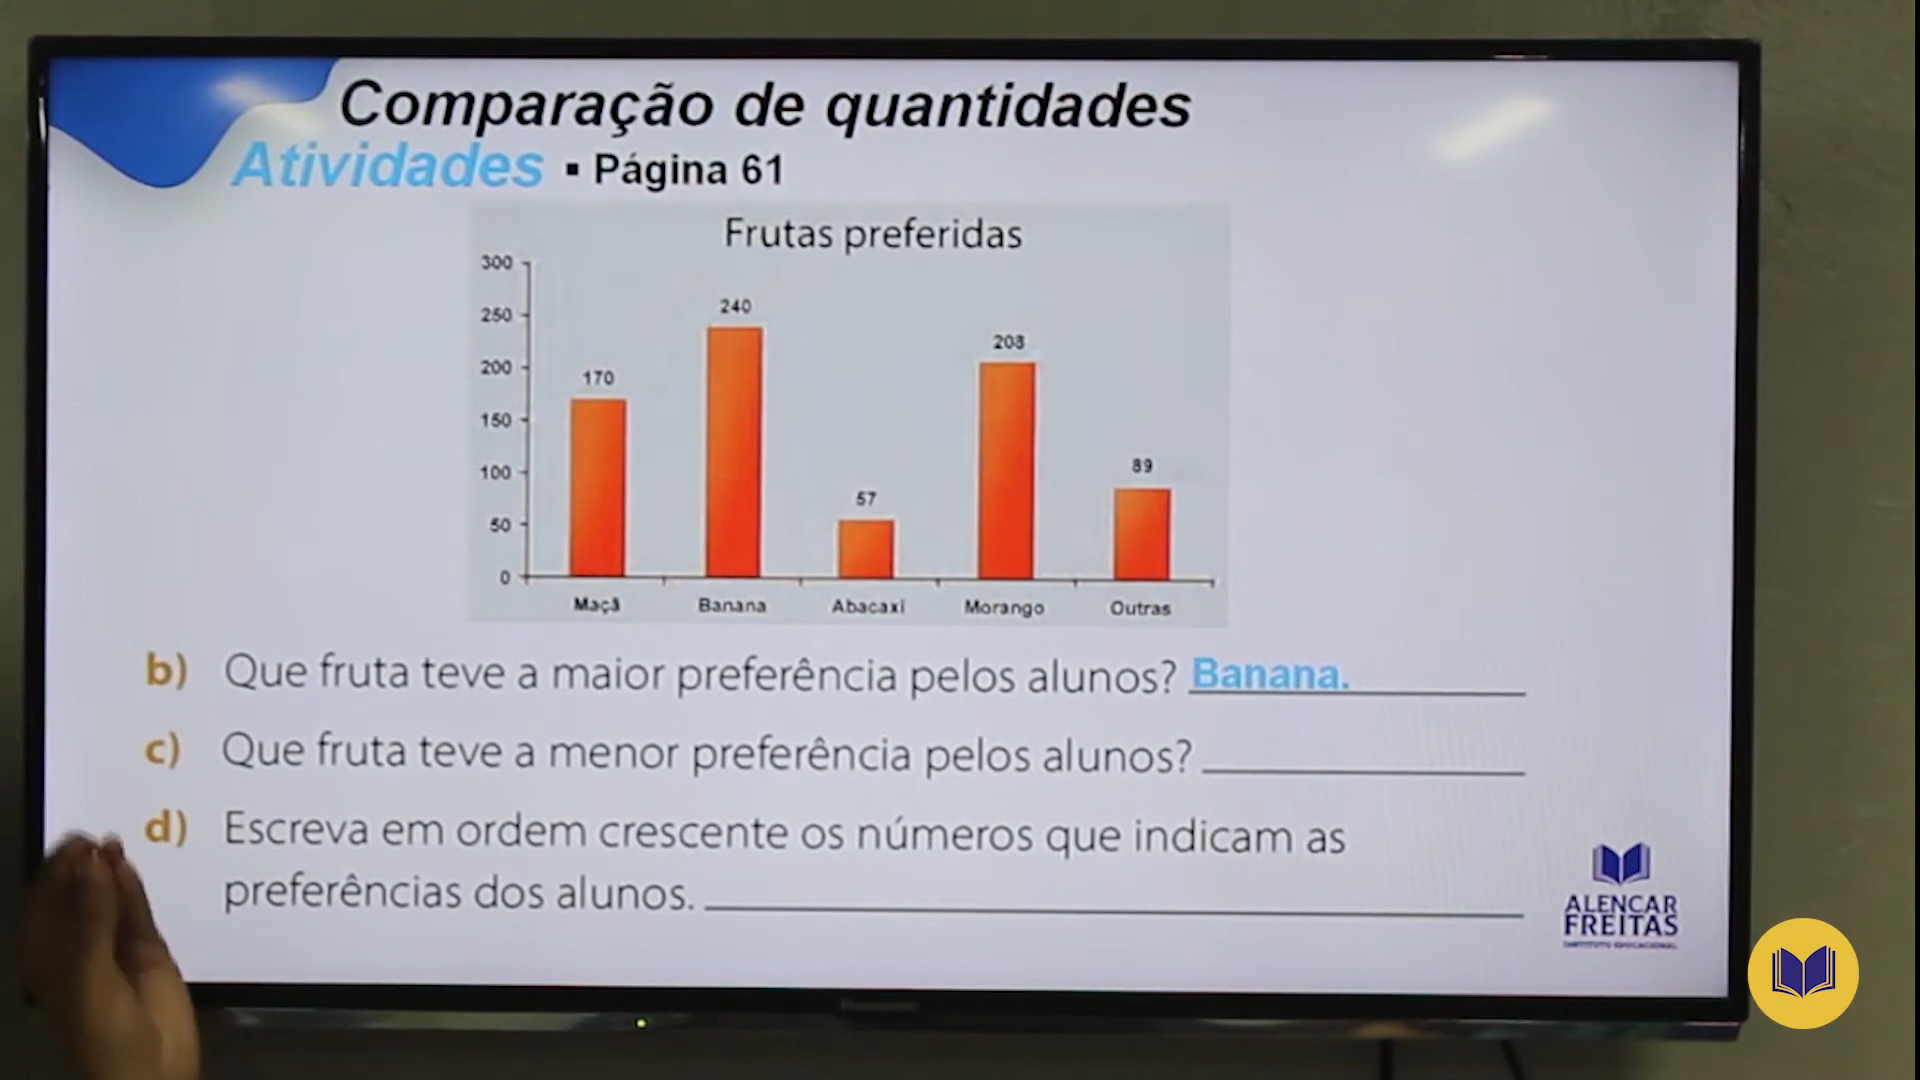 Comparação de quantidades
Atividades ▪ Página 61
Frutas preferidas
300
250
200
150
100
50
0
170
240
57
208
89
Maçã Banana Abacaxi Morango Outras
b) Que fruta teve a maior preferência pelos alunos? Banana.
c) Que fruta teve a menor preferência pelos alunos?
d) Escreva em ordem crescente os números que indicam as
preferências dos alunos.
ALENCAR
FREITAS
INSTITUTO EDUCACIONAL